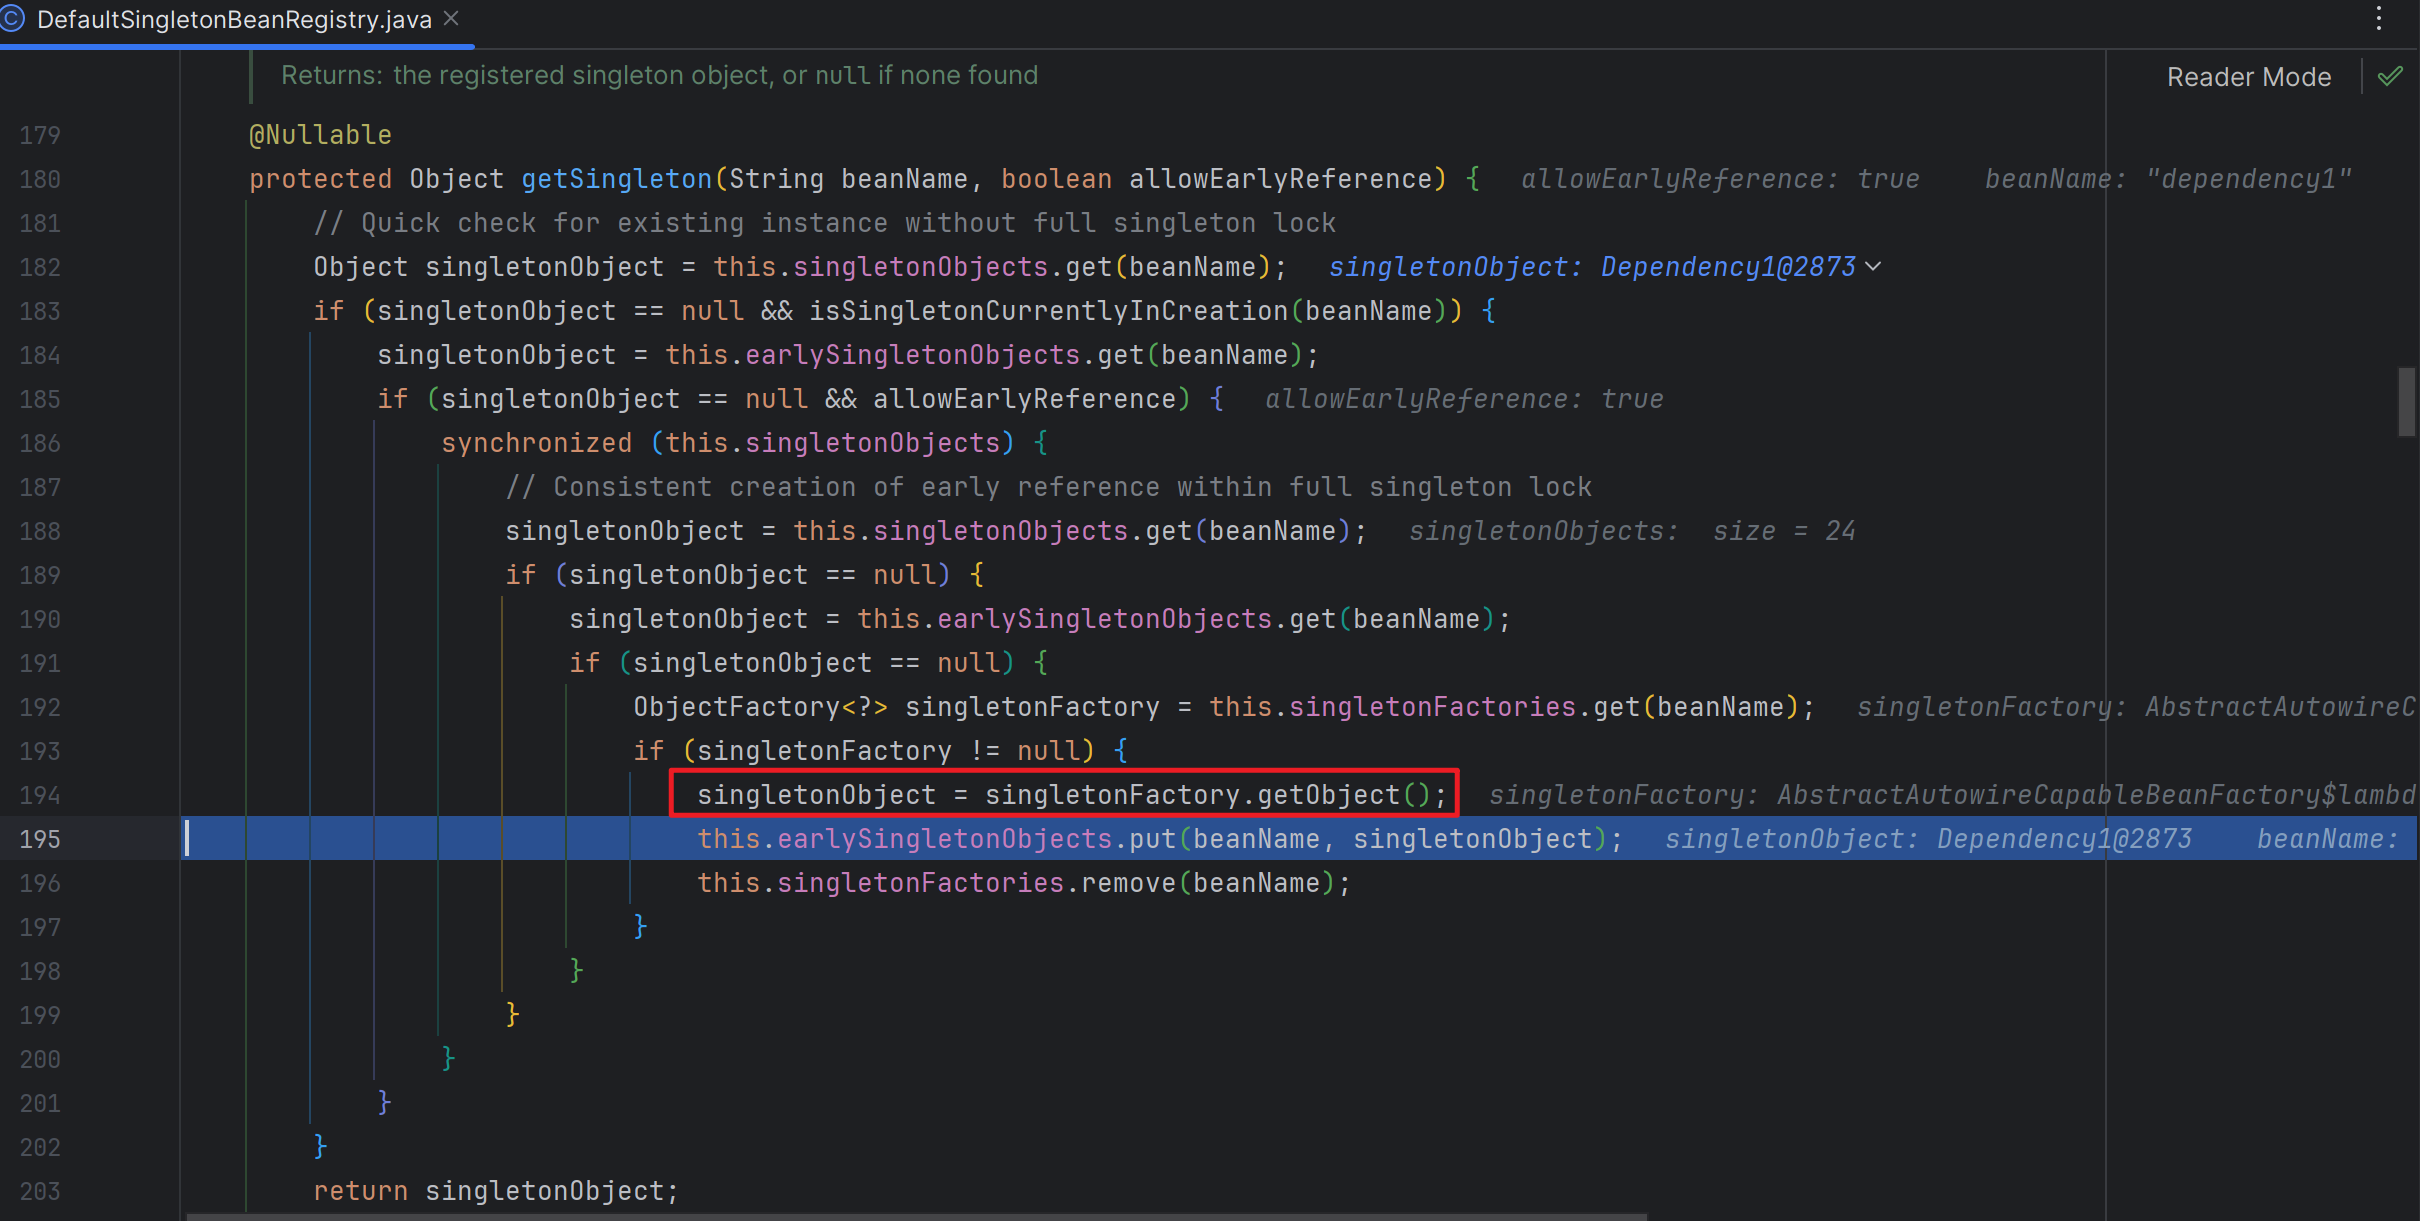 DefaultSingletonBeanRegistry.java
Returns: the registered singleton object, or null if none found
Reader Mode
179 @Nullable
180 protected Object getSingleton(String beanName, boolean allowEarlyReference) { allowEarlyReference: true beanName: "dependency1"
181 // Quick check for existing instance without full singleton lock
182 Object singletonObject = this.singletonObjects.get(beanName); singletonObject: Dependency1@2873
183 if (singletonObject == null && isSingletonCurrentlyInCreation(beanName)) {
184 singletonObject = this.earlySingletonObjects.get(beanName);
185 if (singletonObject == null && allowEarlyReference) { allowEarlyReference: true
186 synchronized (this.singletonObjects) {
187 // Consistent creation of early reference within full singleton lock
188 singletonObject = this.singletonObjects.get(beanName); singletonObjects: size = 24
189 if (singletonObject == null) {
190 singletonObject = this.earlySingletonObjects.get(beanName);
191 if (singletonObject == null) {
192 ObjectFactory<?> singletonFactory = this.singletonFactories.get(beanName); singletonFactory: AbstractAutowireC
193 if (singletonFactory != null) {
194 singletonObject = singletonFactory.getObject(); singletonFactory: AbstractAutowireCapableBeanFactory$lambd
195 this.earlySingletonObjects.put(beanName, singletonObject); singletonObject: Dependency1@2873 beanName:
196 this.singletonFactories.remove(beanName);
197 }
198 }
199 }
200 }
201 }
202 }
203 return singletonObject;